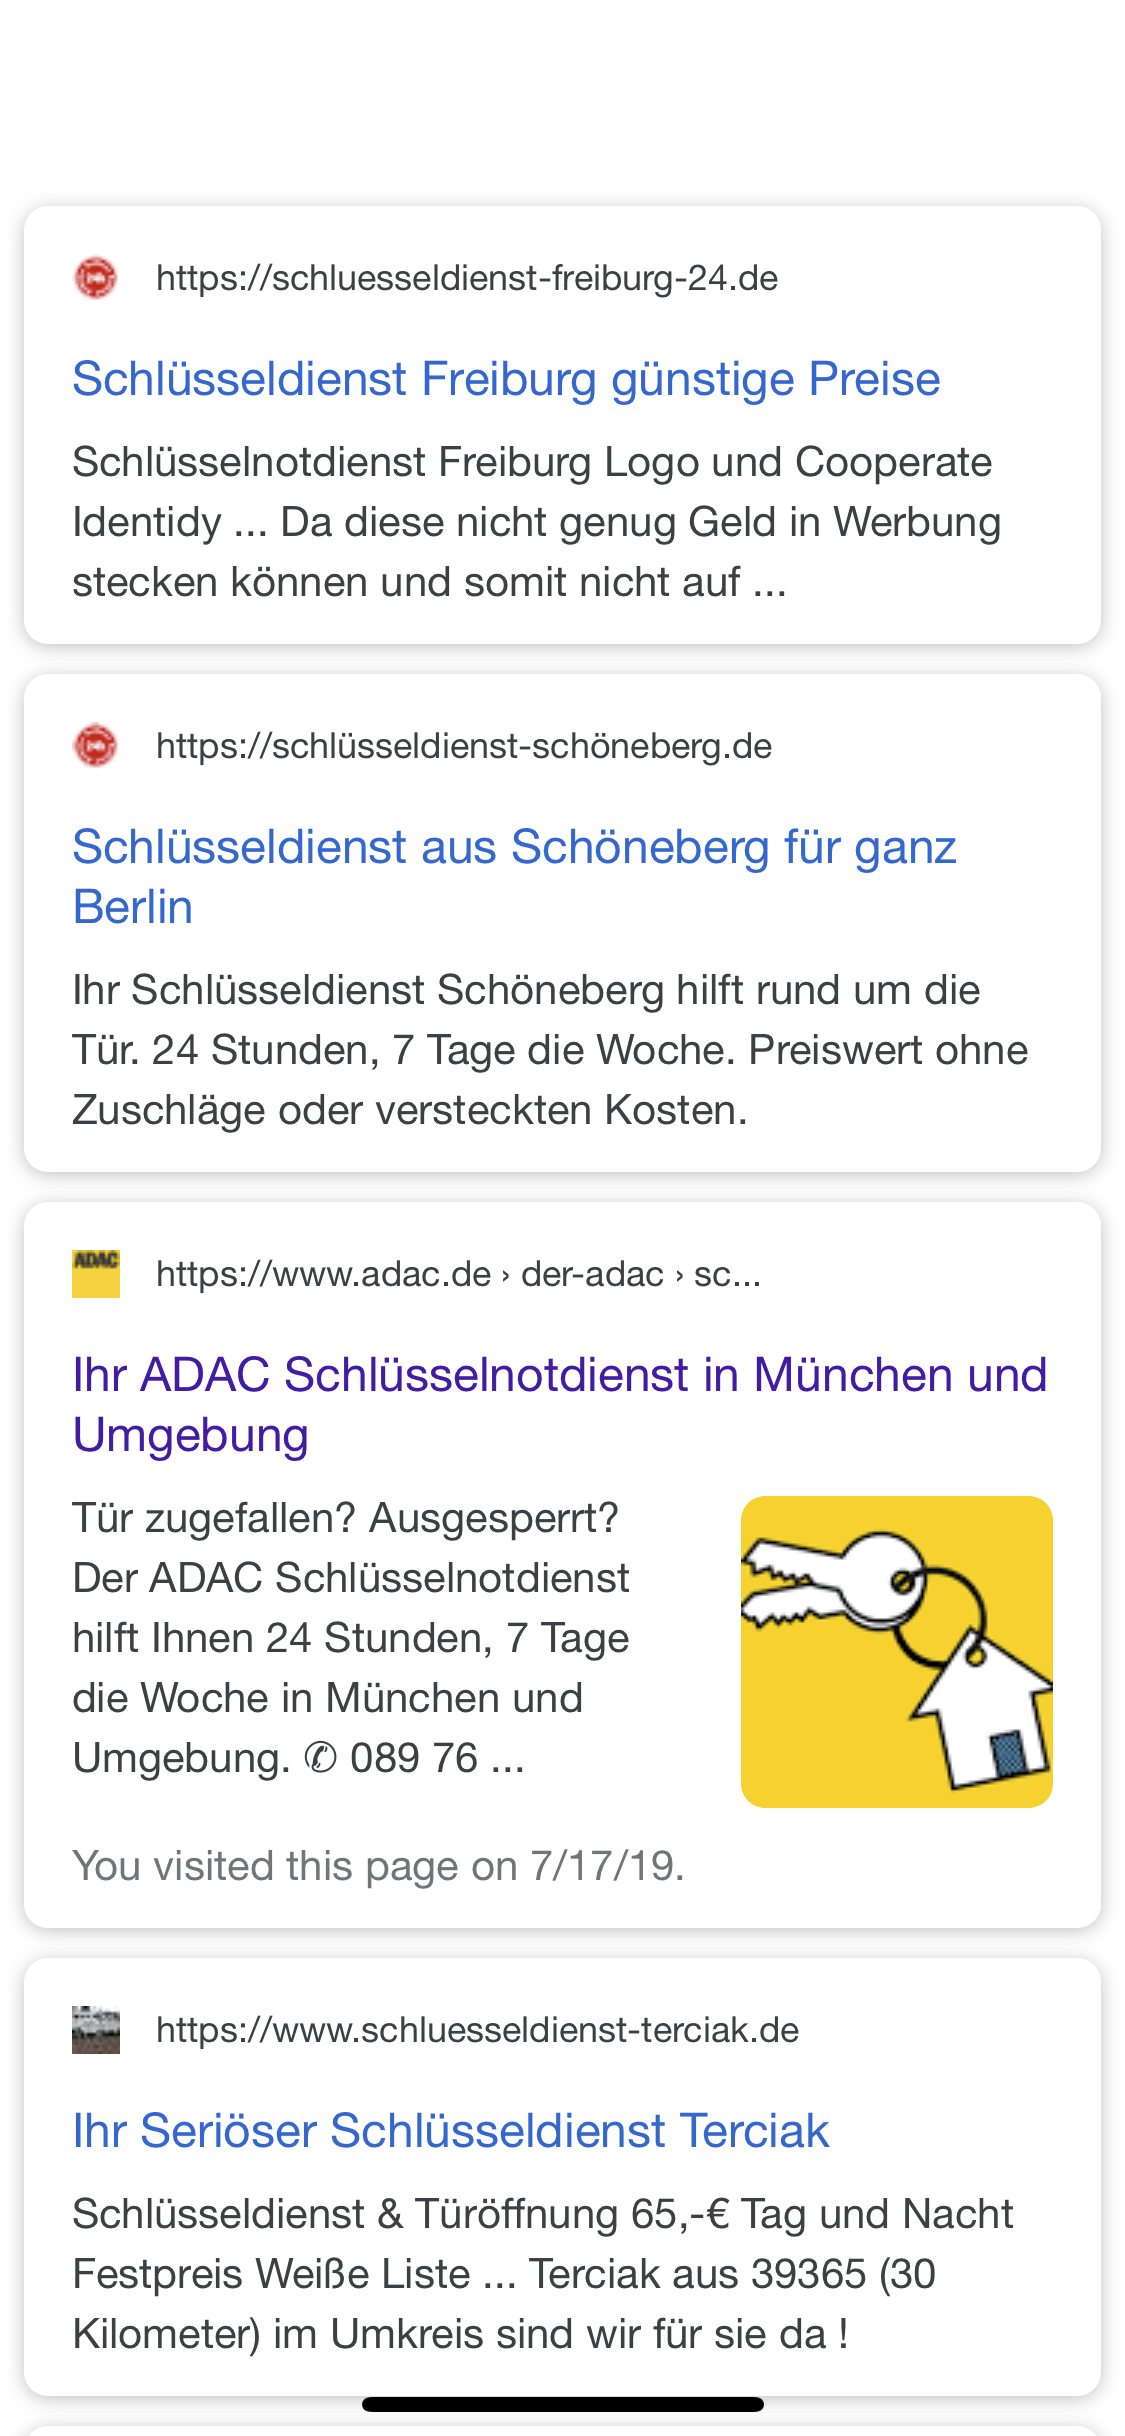 https://schluesseldienst-freiburg-24.de
Schlüsseldienst Freiburg günstige Preise
Schlüsselnotdienst Freiburg Logo und Cooperate
Identidy ... Da diese nicht genug Geld in Werbung
stecken können und somit nicht auf ...
https://schlüsseldienst-schöneberg.de
Schlüsseldienst aus Schöneberg für ganz
Berlin
Ihr Schlüsseldienst Schöneberg hilft rund um die
Tür. 24 Stunden, 7 Tage die Woche. Preiswert ohne
Zuschläge oder versteckten Kosten.
ADAC
https://www.adac.de › der-adac › sc...
Ihr ADAC Schlüsselnotdienst in München und
Umgebung
Tür zugefallen? Ausgesperrt?
Der ADAC Schlüsselnotdienst
hilft Ihnen 24 Stunden, 7 Tage
die Woche in München und
Umgebung. ✆ 089 76 ...
You visited this page on 7/17/19.
https://www.schluesseldienst-terciak.de
Ihr Seriöser Schlüsseldienst Terciak
Schlüsseldienst & Türöffnung 65,-€ Tag und Nacht
Festpreis Weiße Liste ... Terciak aus 39365 (30
Kilometer) im Umkreis sind wir für sie da !